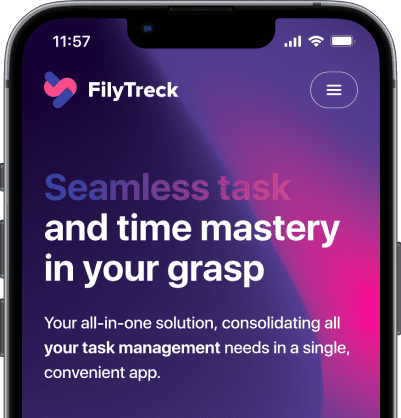 11:57
FilyTreck
Seamless task
and time mastery
in your grasp
Your all-in-one solution, consolidating all
your task management needs in a single,
convenient app.